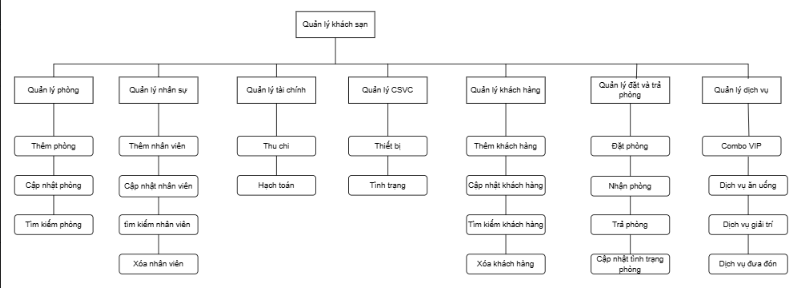 Quản lý khách sạn
Quản lý phòng
Quản lý nhân sự
Quản lý tài chính
Quản lý CSVC
Quản lý khách hàng
Quản lý đặt và trả
phòng
Quản lý dịch vụ
Thêm phòng
Thêm nhân viên
Thu chi
Thiết bị
Thêm khách hàng
Đặt phòng
Combo VIP
Cập nhật phòng
Cập nhật nhân viên
Hạch toán
Tình trạng
Cập nhật khách hàng
Nhận phòng
Dịch vụ ăn uống
Tìm kiếm phòng
tìm kiếm nhân viên
Tìm kiếm khách hàng
Trả phòng
Dịch vụ giải trí
Xóa nhân viên
Xóa khách hàng
Cập nhật tình trạng
phòng
Dịch vụ đưa đón